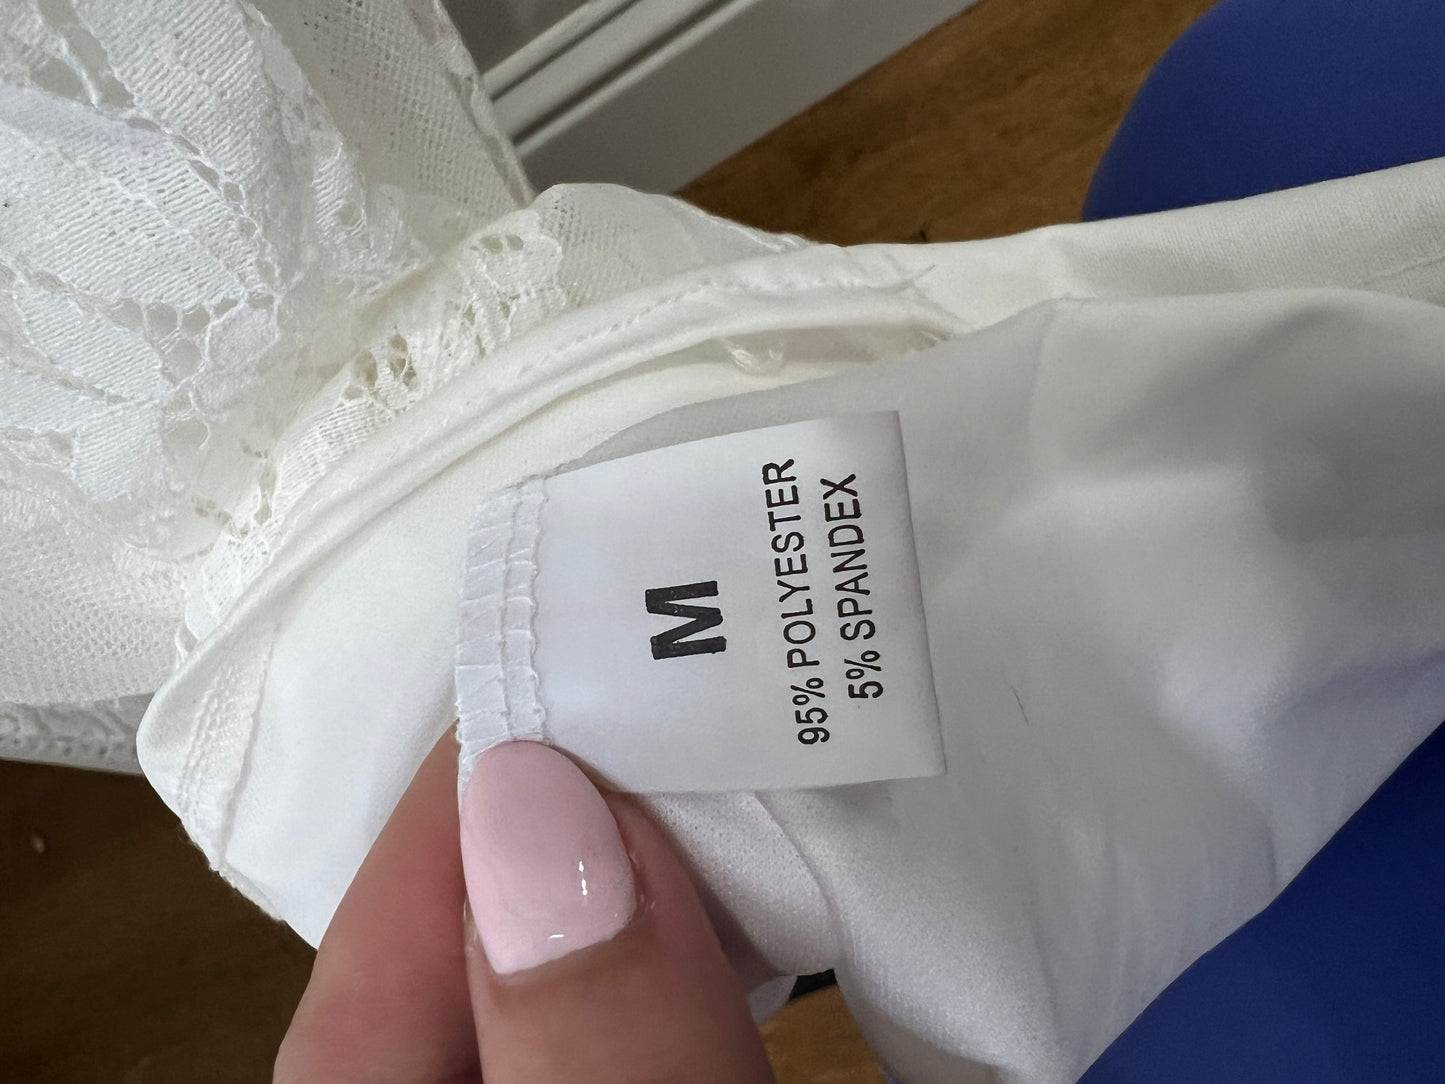 M
95% POLYESTER
5% SPANDEX